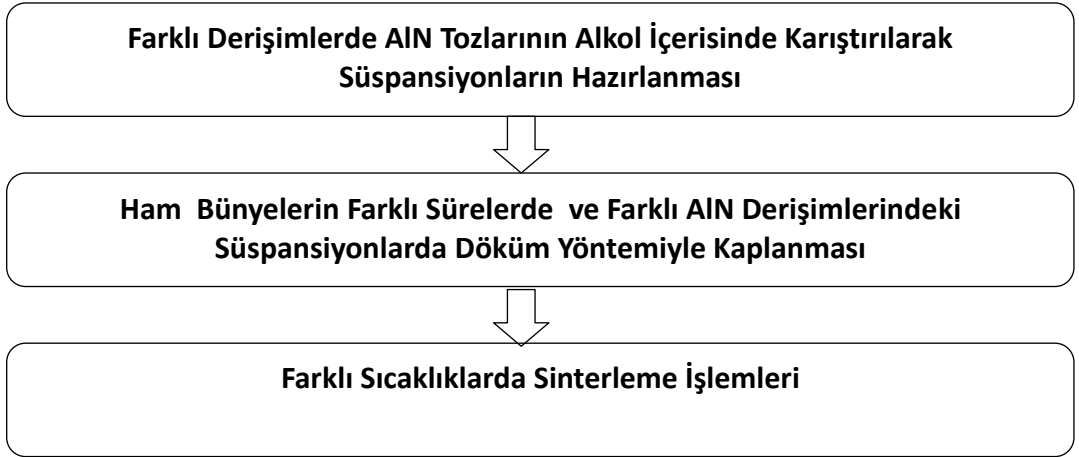 Farklı Derişimlerde AlN Tozlarının Alkol İçerisinde Karıştırılarak
Süspansiyonların Hazırlanması
Ham Bünyelerin Farklı Sürelerde ve Farklı AlN Derişimlerindeki
Süspansiyonlarda Döküm Yöntemiyle Kaplanması
Farklı Sıcaklıklarda Sinterleme İşlemleri